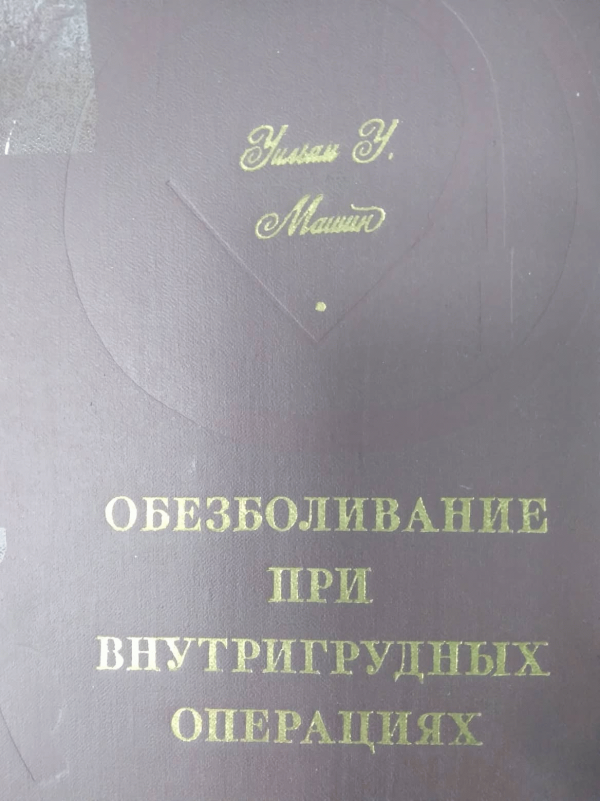 Уильям У.
Машин
ОБЕЗБОЛИВАНИЕ
ПРИ
ВНУТРИГРУДНЫХ
ОПЕРАЦИЯХ